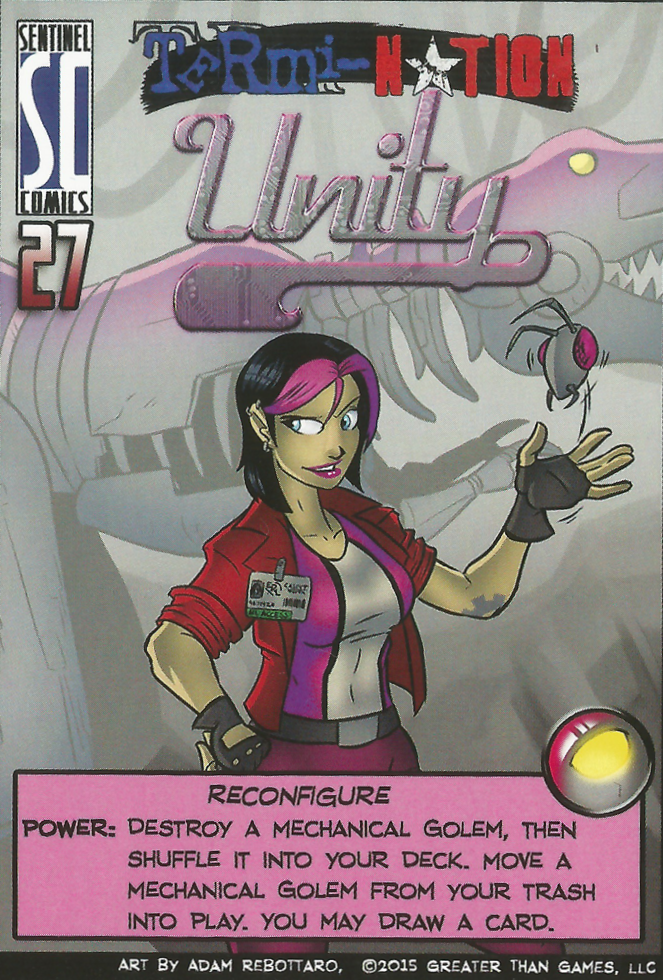 SENTINEL
SC
COMICS
27
TERMi-NATION
Unity
ACCESS
RECONFIGURE
POWER: DESTROY A MECHANICAL GOLEM, THEN
SHUFFLE IT INTO YOUR DECK. MOVE A
MECHANICAL GOLEM FROM YOUR TRASH
INTO PLAY. YOU MAY DRAW A CARD.
ART BY ADAM REBOTTARO, ©2015 GREATER THAN GAMES, LLC